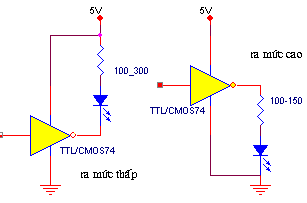 5V
100_300
TTL/CMOS74
ra mức thấp
5V
ra mức cao
100-150
TTL/CMOS74